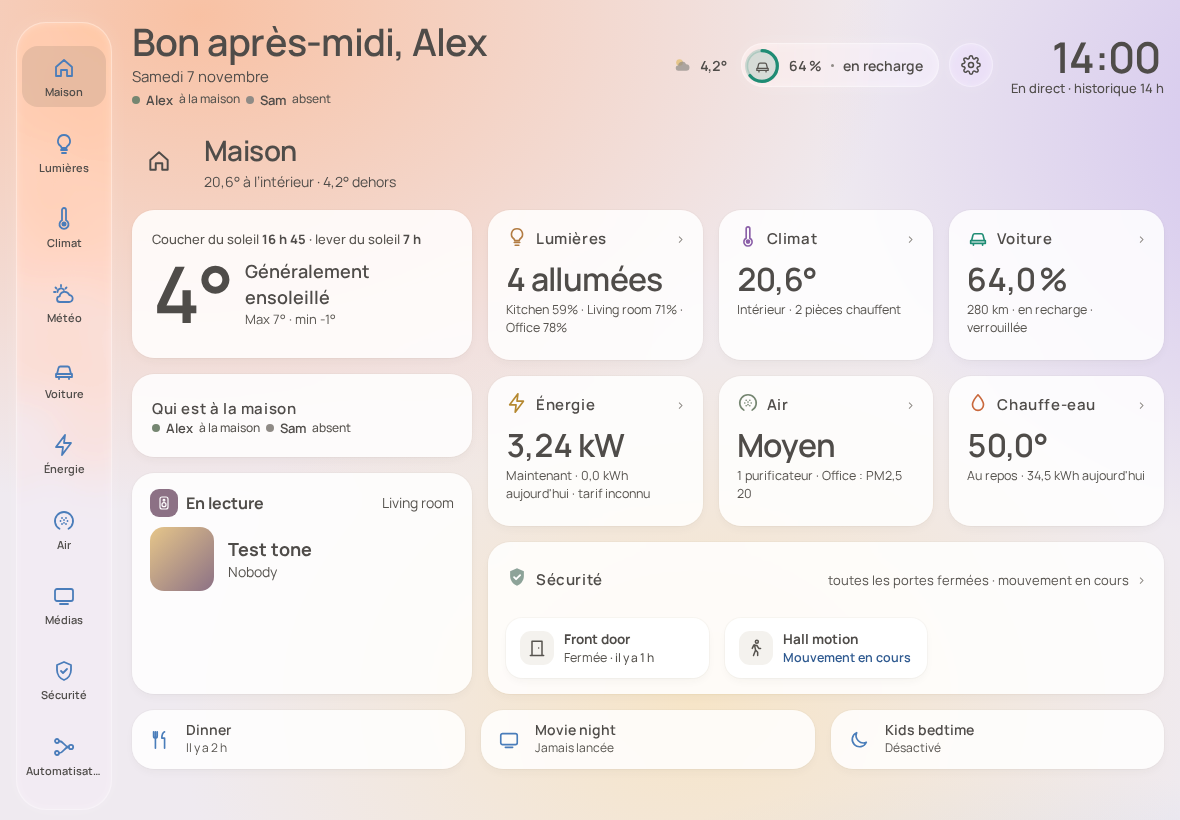 Bon après-midi, Alex
Samedi 7 novembre
Alex à la maison Sam absent
4,2°
64 % • en recharge
14:00
En direct · historique 14 h
Maison
Lumières
Climat
Météo
Voiture
Énergie
Air
Médias
Sécurité
Automatisat...
Maison
20,6° à l'intérieur · 4,2° dehors
Coucher du soleil 16 h 45 · lever du soleil 7 h
4°
Généralement
ensoleillé
Max 7° · min -1°
Qui est à la maison
Alex à la maison Sam absent
En lecture
Living room
Test tone
Nobody
Lumières
4 allumées
Kitchen 59% · Living room 71% ·
Office 78%
Climat
20,6°
Intérieur · 2 pièces chauffent
Voiture
64,0 %
280 km · en recharge ·
verrouillée
Énergie
3,24 kW
Maintenant · 0,0 kWh
aujourd'hui · tarif inconnu
Air
Moyen
1 purificateur · Office : PM2,5
20
Chauffe-eau
50,0°
Au repos · 34,5 kWh aujourd'hui
Sécurité
toutes les portes fermées · mouvement en cours
Front door
Fermée · il y a 1 h
Hall motion
Mouvement en cours
Dinner
Il y a 2 h
Movie night
Jamais lancée
Kids bedtime
Désactivé